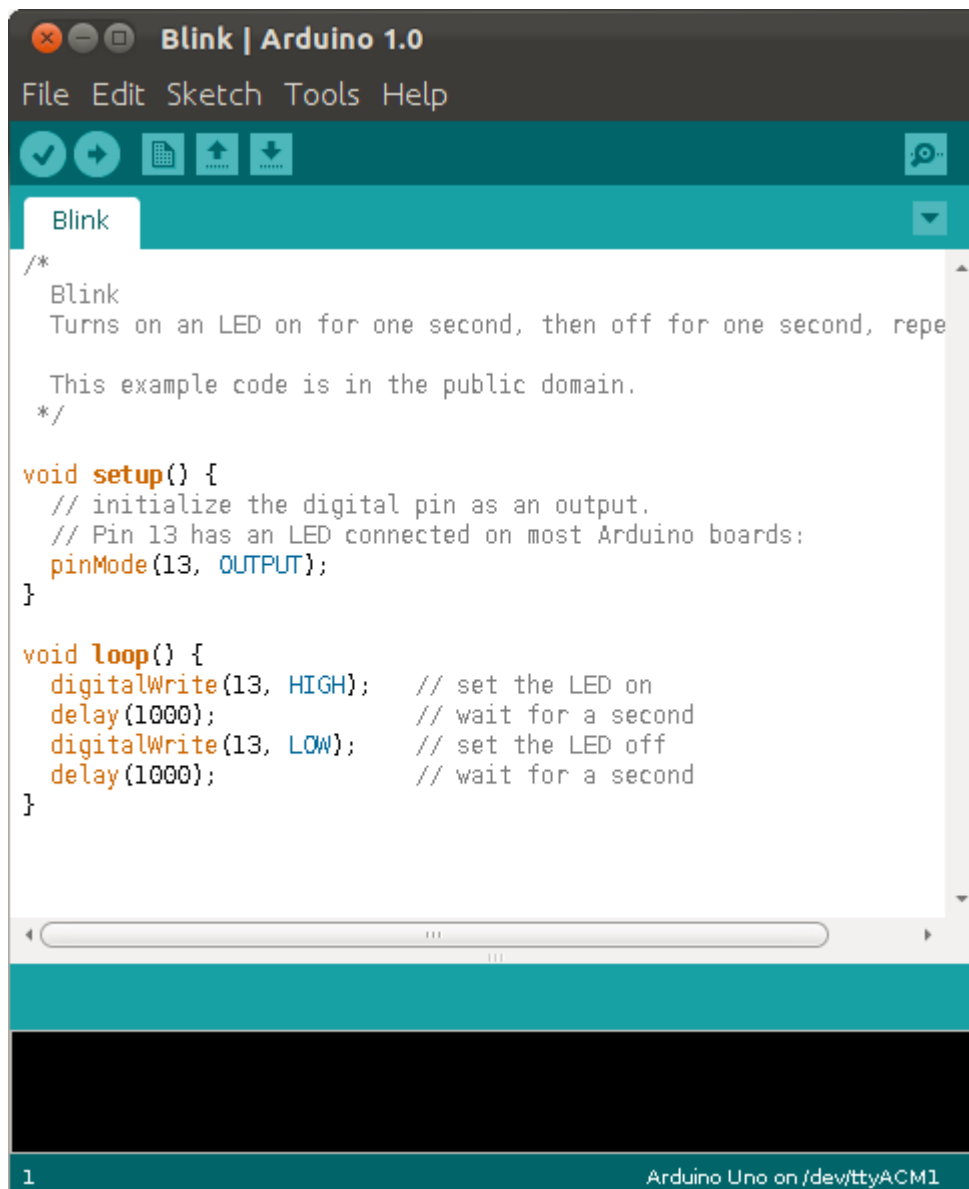 Blink | Arduino 1.0
File Edit Sketch Tools Help
Blink
/*
  Blink
  Turns on an LED on for one second, then off for one second, repe
  This example code is in the public domain.
 */
void setup() {
  // initialize the digital pin as an output.
  // Pin 13 has an LED connected on most Arduino boards:
  pinMode(13, OUTPUT);
}
void loop() {
  digitalWrite(13, HIGH);   // set the LED on
  delay(1000);              // wait for a second
  digitalWrite(13, LOW);    // set the LED off
  delay(1000);              // wait for a second
}
1 Arduino Uno on /dev/ttyACM1